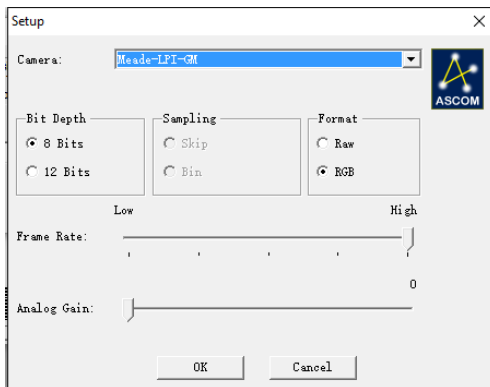 Setup
Camera:
Meade-LPI-GM
ASCOM
Bit Depth
8 Bits
12 Bits
Sampling
Skip
Bin
Format
Raw
RGB
Low High
Frame Rate:
0
Analog Gain:
OK Cancel